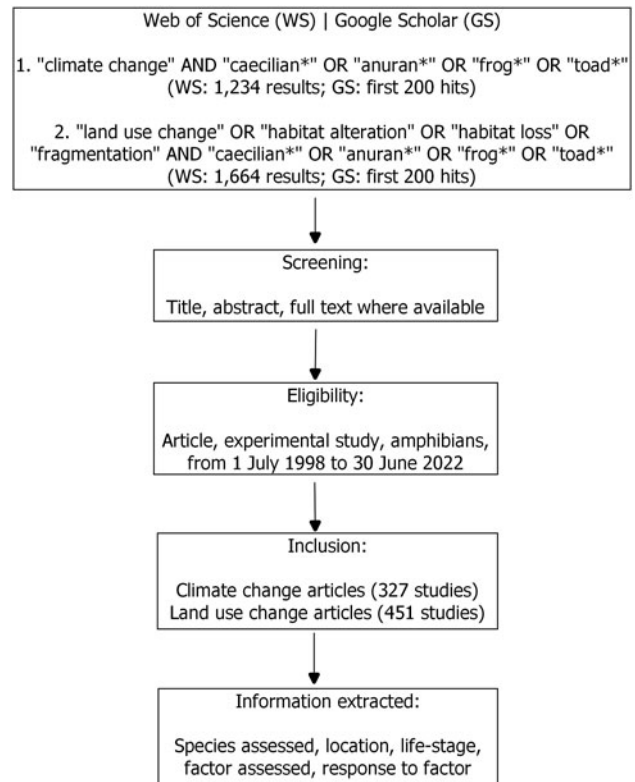 Web of Science (WS) | Google Scholar (GS)
1. "climate change" AND "caecilian*" OR "anuran*" OR "frog*" OR "toad*"
(WS: 1,234 results; GS: first 200 hits)
2. "land use change" OR "habitat alteration" OR "habitat loss" OR
"fragmentation" AND "caecilian*" OR "anuran*" OR "frog*" OR "toad*"
(WS: 1,664 results; GS: first 200 hits)
Screening:
Title, abstract, full text where available
Eligibility:
Article, experimental study, amphibians,
from 1 July 1998 to 30 June 2022
Inclusion:
Climate change articles (327 studies)
Land use change articles (451 studies)
Information extracted:
Species assessed, location, life-stage,
factor assessed, response to factor